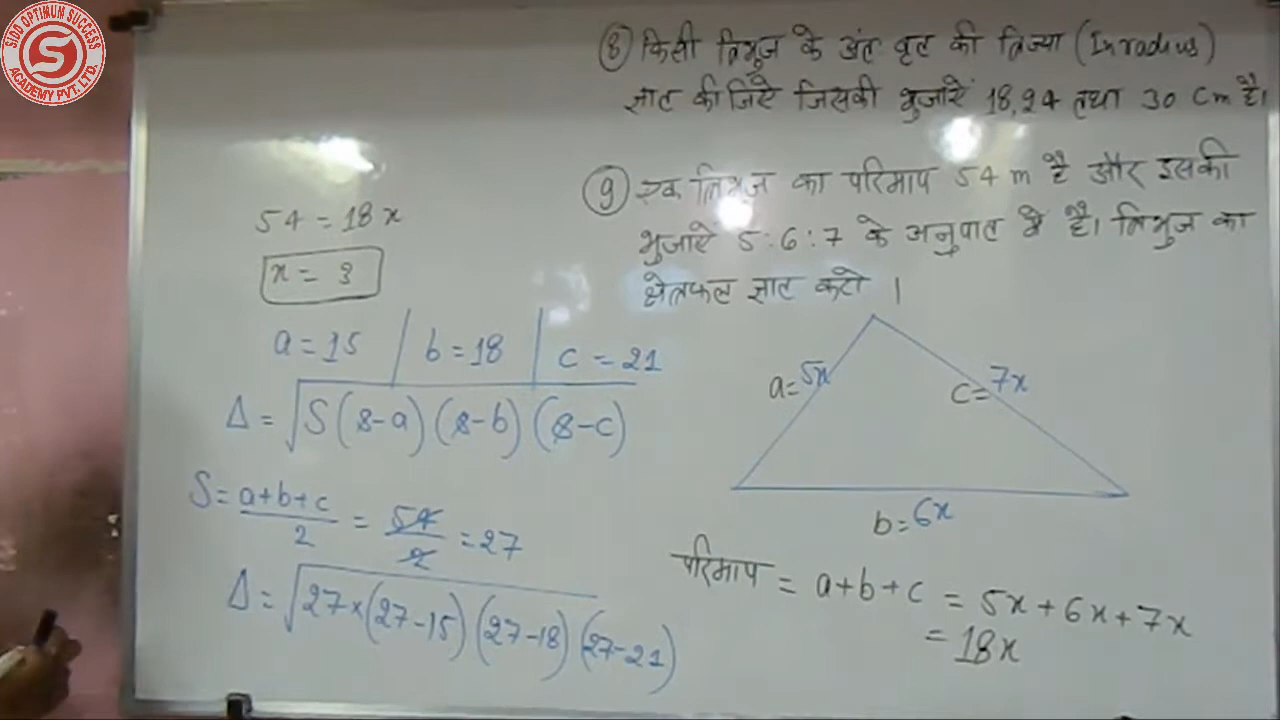 SIDD OPTIMUM SUCCESS
S
ACADEMY PVT. LTD.
(8) किसी त्रिभुज के अंत वृत की त्रिज्या (Inradius)
ज्ञात कीजिऐ जिसकी भुजाऐं 18, 24 तथा 30 cm है।
(9) एक त्रिभुज का परिमाप 54 m है और इसकी
भुजाऐं 5:6:7 के अनुपात मे है। त्रिभुज का
क्षेत्रफल ज्ञात करो ।
a=5x
c=7x
b=6x
परिमाप = a+b+c = 5x+6x+7x
= 18x
54 = 18x
x = 3
a=15 | b=18 | c=21
Δ = √S(s-a)(s-b)(s-c)
S = a+b+c/2 = 54/2 = 27
Δ = √27×(27-15)(27-18)(27-21)